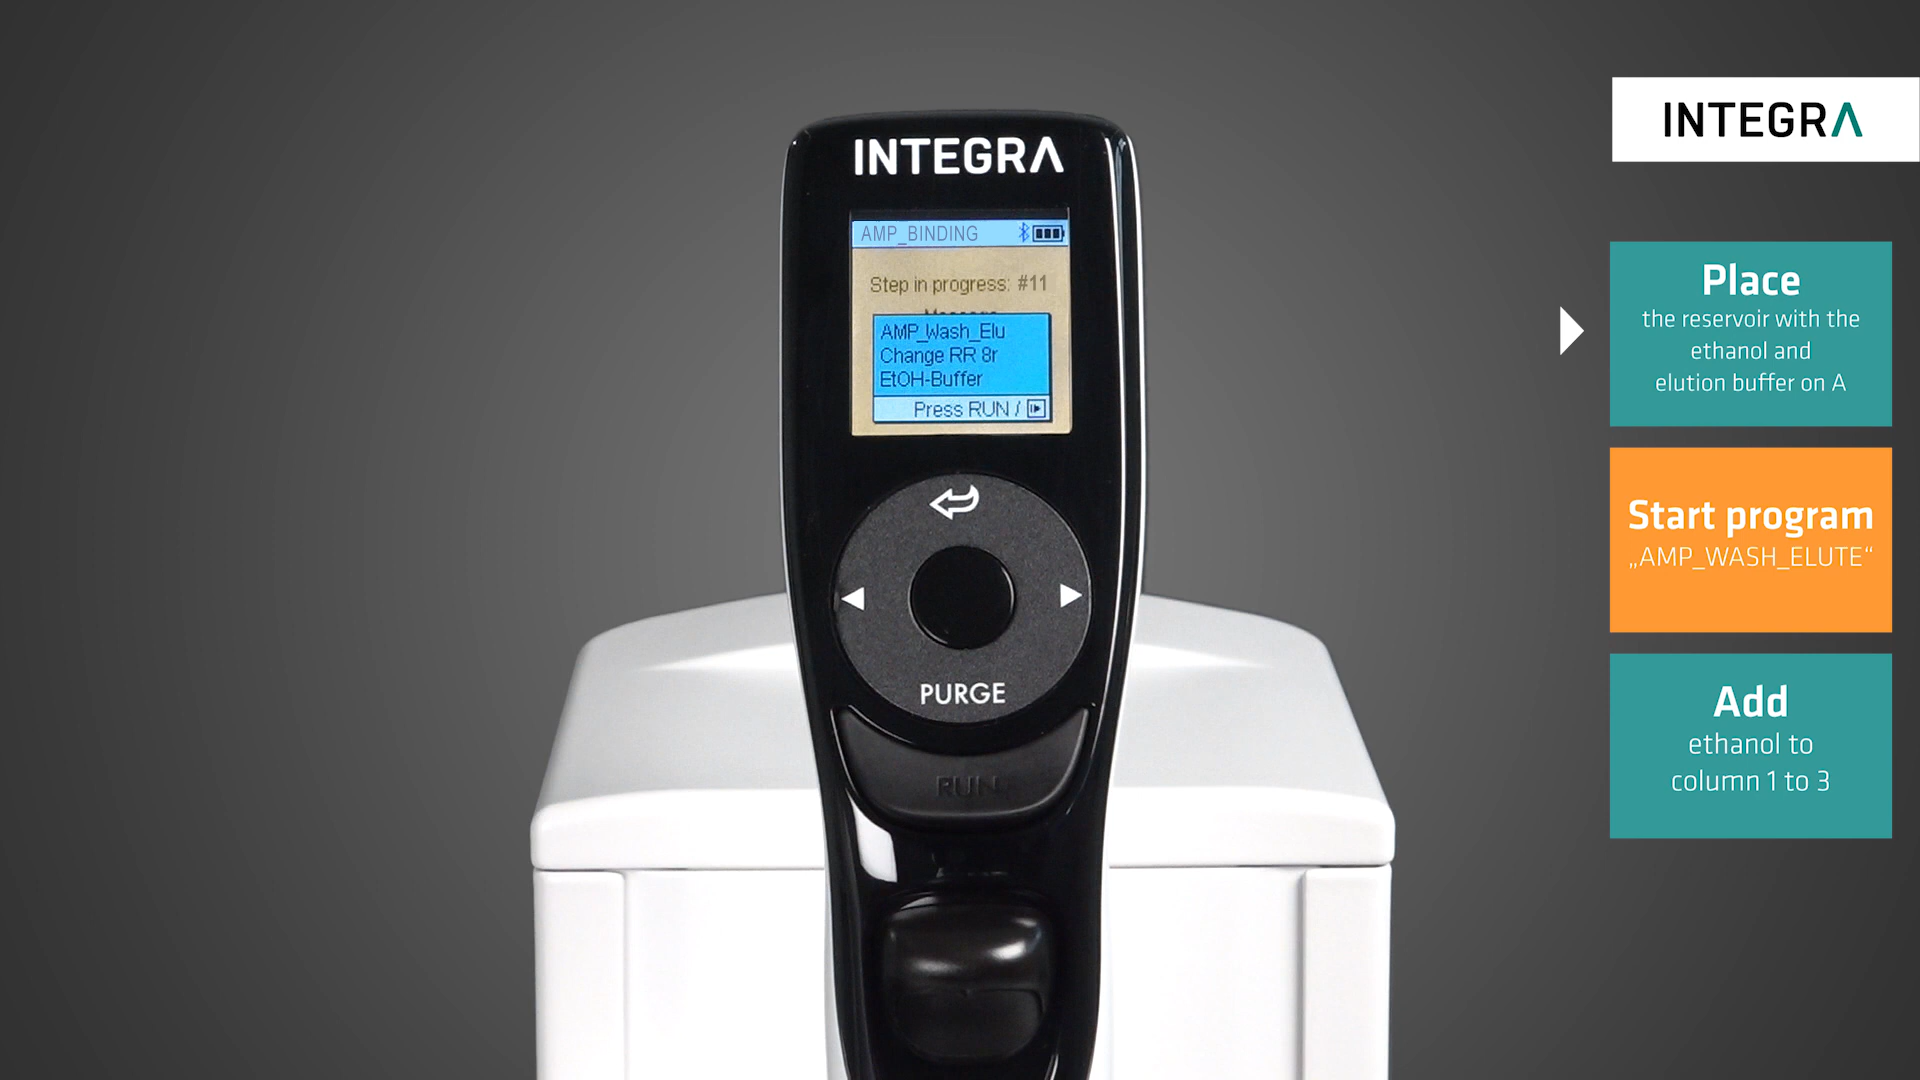 INTEGRA
AMP_BINDING
Step in progress: #11
AMP_Wash_Elu
Change RR 8r
EtOH-Buffer
Press RUN /
PURGE
RUN
INTEGRA
Place
the reservoir with the
ethanol and
elution buffer on A
Start program
„AMP_WASH_ELUTE“
Add
ethanol to
column 1 to 3